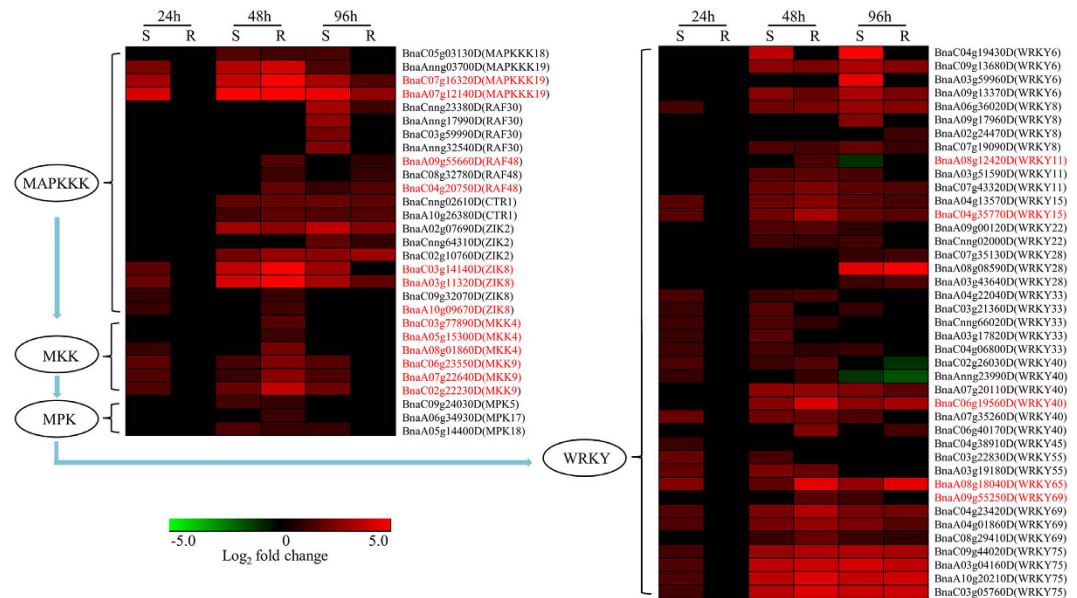 24h 48h 96h
S R S R S R
BnaC05g03130D(MAPKKK18)
BnaAnng03700D(MAPKKK19)
BnaC07g16320D(MAPKKK19)
BnaA07g12140D(MAPKKK19)
BnaCnng23380D(RAF30)
BnaAnng17990D(RAF30)
BnaC03g59990D(RAF30)
BnaAnng32540D(RAF30)
BnaA09g55660D(RAF48)
BnaC08g32780D(RAF48)
BnaC04g20750D(RAF48)
BnaCnng02610D(CTR1)
BnaA10g26380D(CTR1)
BnaA02g07690D(ZIK2)
BnaCnng64310D(ZIK2)
BnaC02g10760D(ZIK2)
BnaC03g14140D(ZIK8)
BnaA03g11320D(ZIK8)
BnaC09g32070D(ZIK8)
BnaA10g09670D(ZIK8)
BnaC03g77890D(MKK4)
BnaA05g15300D(MKK4)
BnaA08g01860D(MKK4)
BnaC06g23550D(MKK9)
BnaA07g22640D(MKK9)
BnaC02g22230D(MKK9)
BnaC09g24030D(MPK5)
BnaA06g34930D(MPK17)
BnaA05g14400D(MPK18)
MAPKKK
MKK
MPK
WRKY
-5.0 0 5.0
Log2 fold change
24h 48h 96h
S R S R S R
BnaC04g19430D(WRKY6)
BnaC09g13680D(WRKY6)
BnaA03g59960D(WRKY6)
BnaA09g13370D(WRKY6)
BnaA06g36020D(WRKY8)
BnaA09g17960D(WRKY8)
BnaA02g24470D(WRKY8)
BnaC07g19090D(WRKY8)
BnaA08g12420D(WRKY11)
BnaA03g51590D(WRKY11)
BnaC07g43320D(WRKY11)
BnaA04g13570D(WRKY15)
BnaC04g35770D(WRKY15)
BnaA09g00120D(WRKY22)
BnaCnng02000D(WRKY22)
BnaC07g35130D(WRKY28)
BnaA08g08590D(WRKY28)
BnaA03g43640D(WRKY28)
BnaA04g22040D(WRKY33)
BnaC03g21360D(WRKY33)
BnaCnng66020D(WRKY33)
BnaA03g17820D(WRKY33)
BnaC04g06800D(WRKY33)
BnaC02g26030D(WRKY40)
BnaAnng23990D(WRKY40)
BnaA07g20110D(WRKY40)
BnaC06g19560D(WRKY40)
BnaA07g35260D(WRKY40)
BnaC06g40170D(WRKY40)
BnaC04g38910D(WRKY45)
BnaC03g22830D(WRKY55)
BnaA03g19180D(WRKY55)
BnaA08g18040D(WRKY65)
BnaA09g55250D(WRKY69)
BnaC04g23420D(WRKY69)
BnaA04g01860D(WRKY69)
BnaC08g29410D(WRKY69)
BnaC09g44020D(WRKY75)
BnaA03g04160D(WRKY75)
BnaA10g20210D(WRKY75)
BnaC03g05760D(WRKY75)